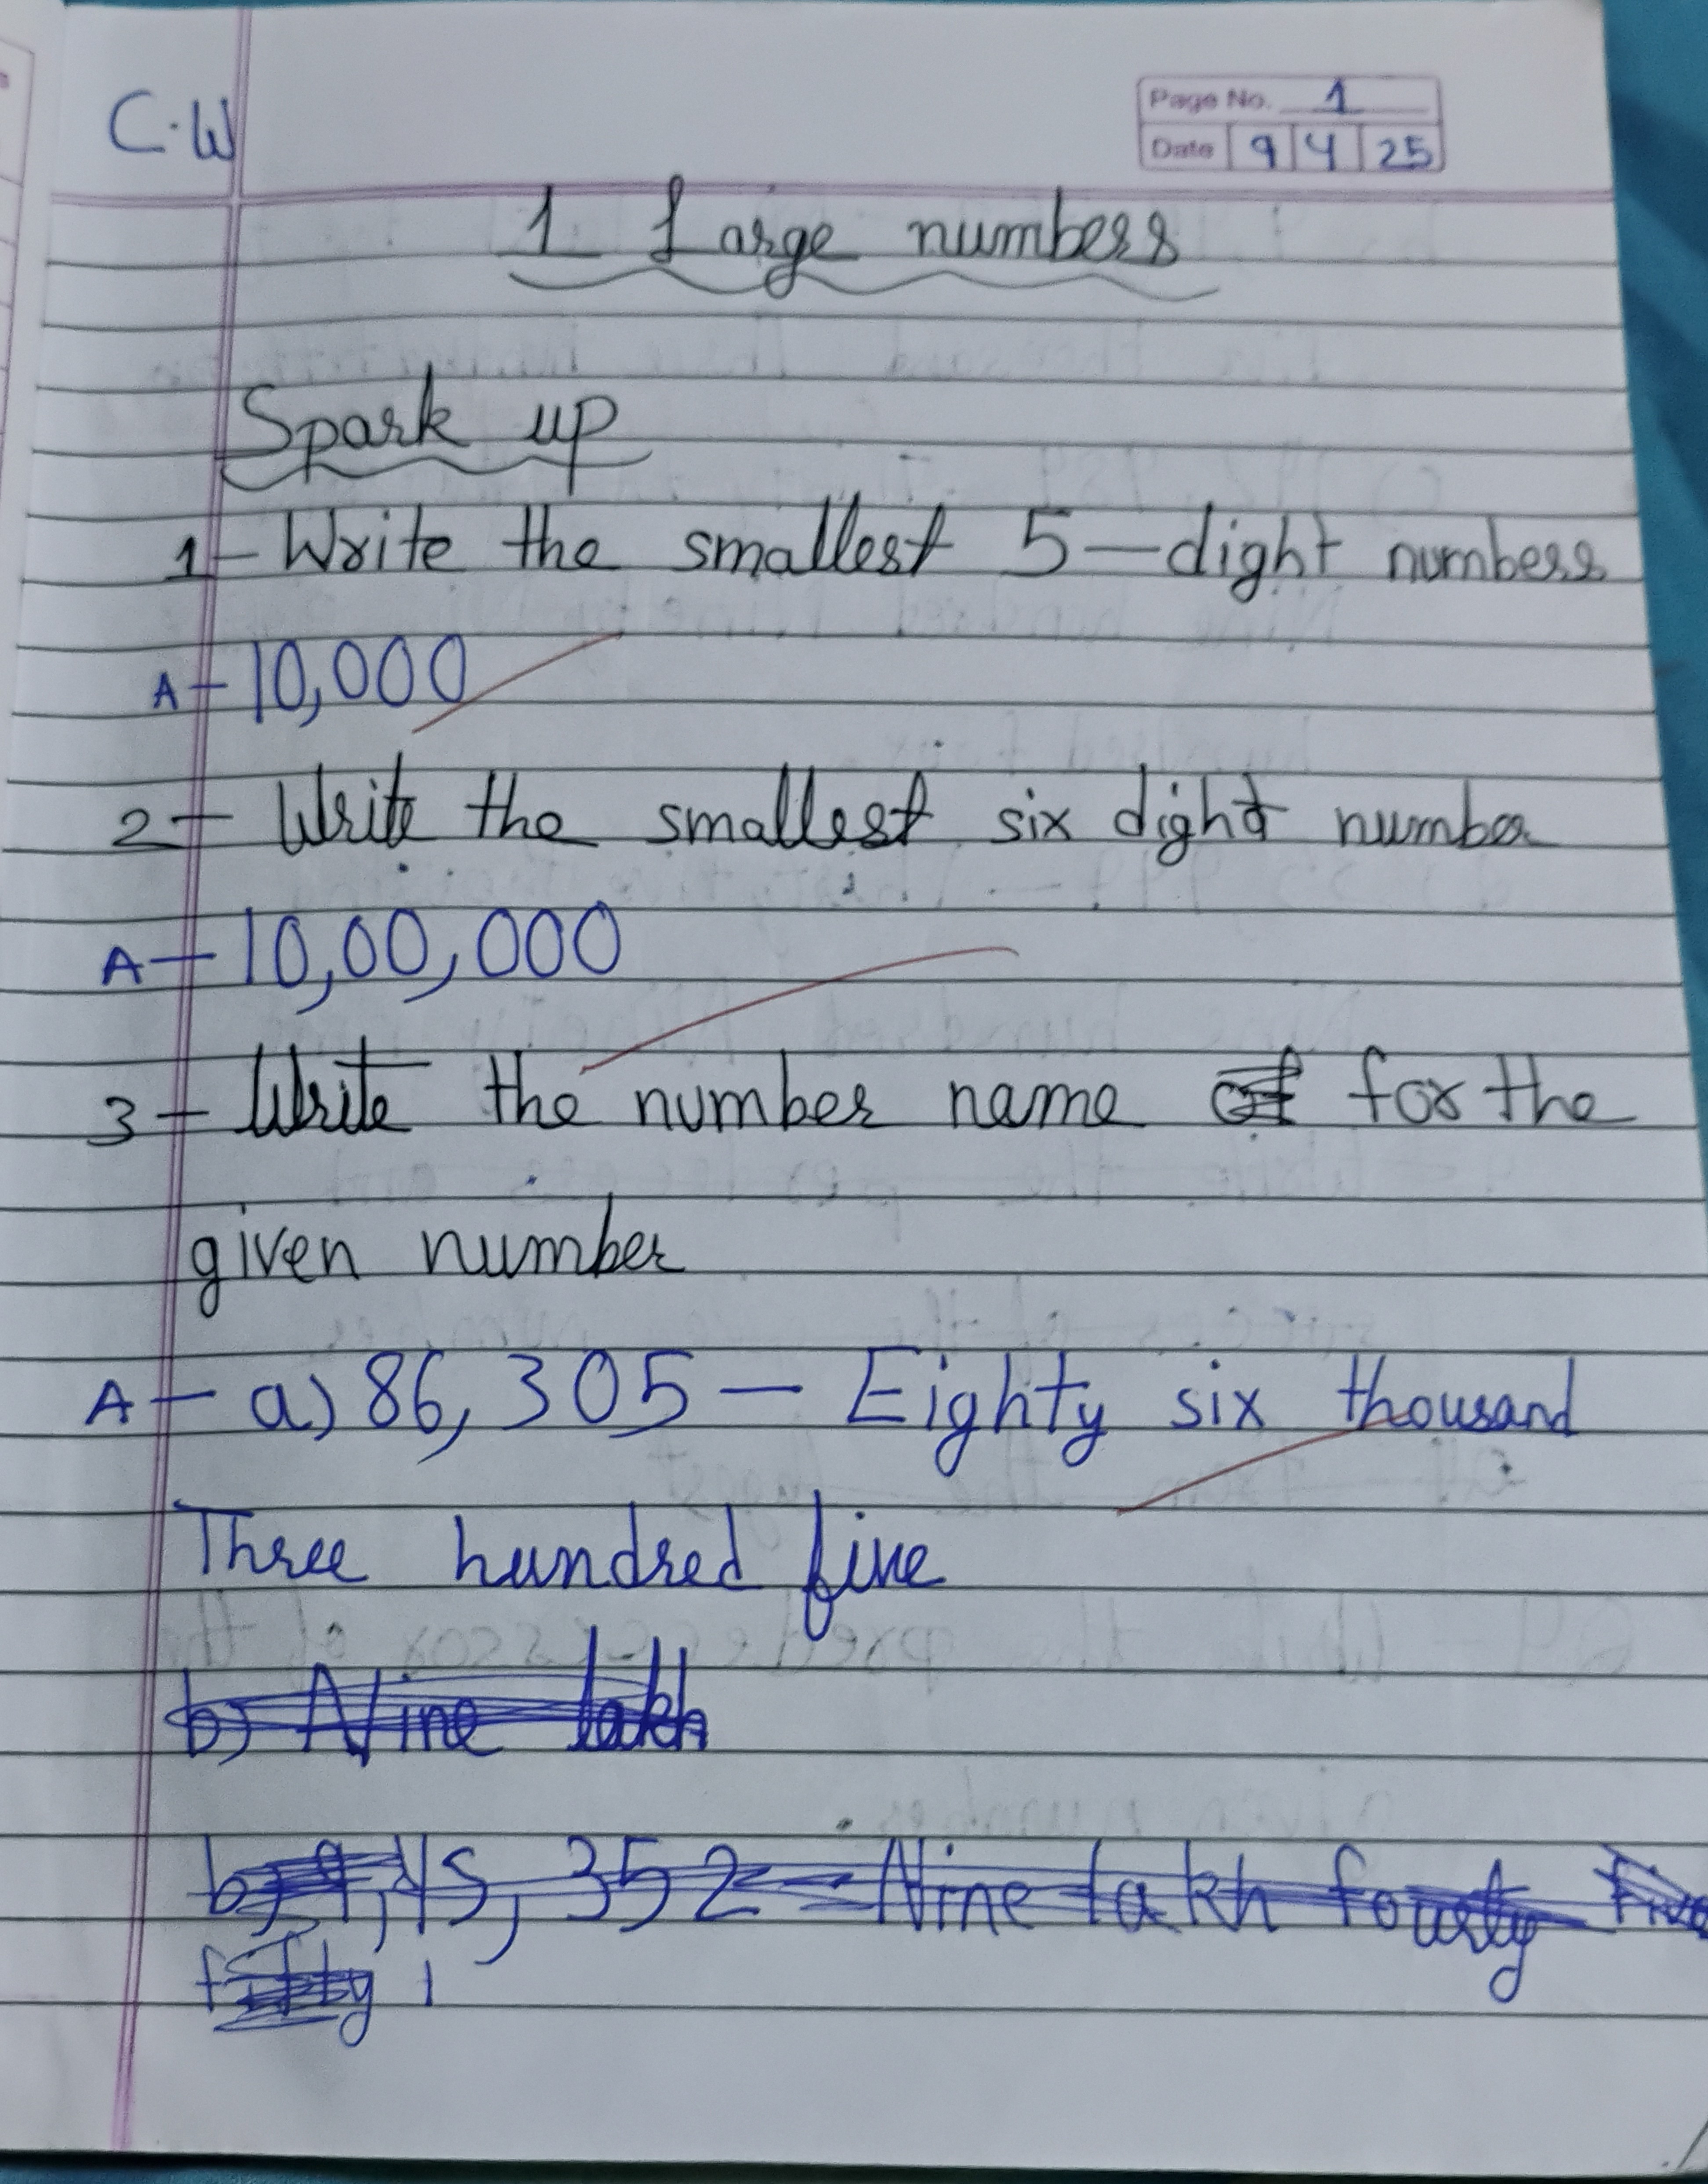 C.W
Page No. 1
Date 9 4 25
1 Large numbers
Spark up
1- Write the smallest 5-dight numbers
A- 10,000
2- Write the smallest six dight number
A- 10,00,000
3- Write the number name of for the
given number
A- a) 86,305 - Eighty six thousand
Three hundred five
b) Nine lakh
b) 9,45,352 - Nine lakh fourty five
fifty